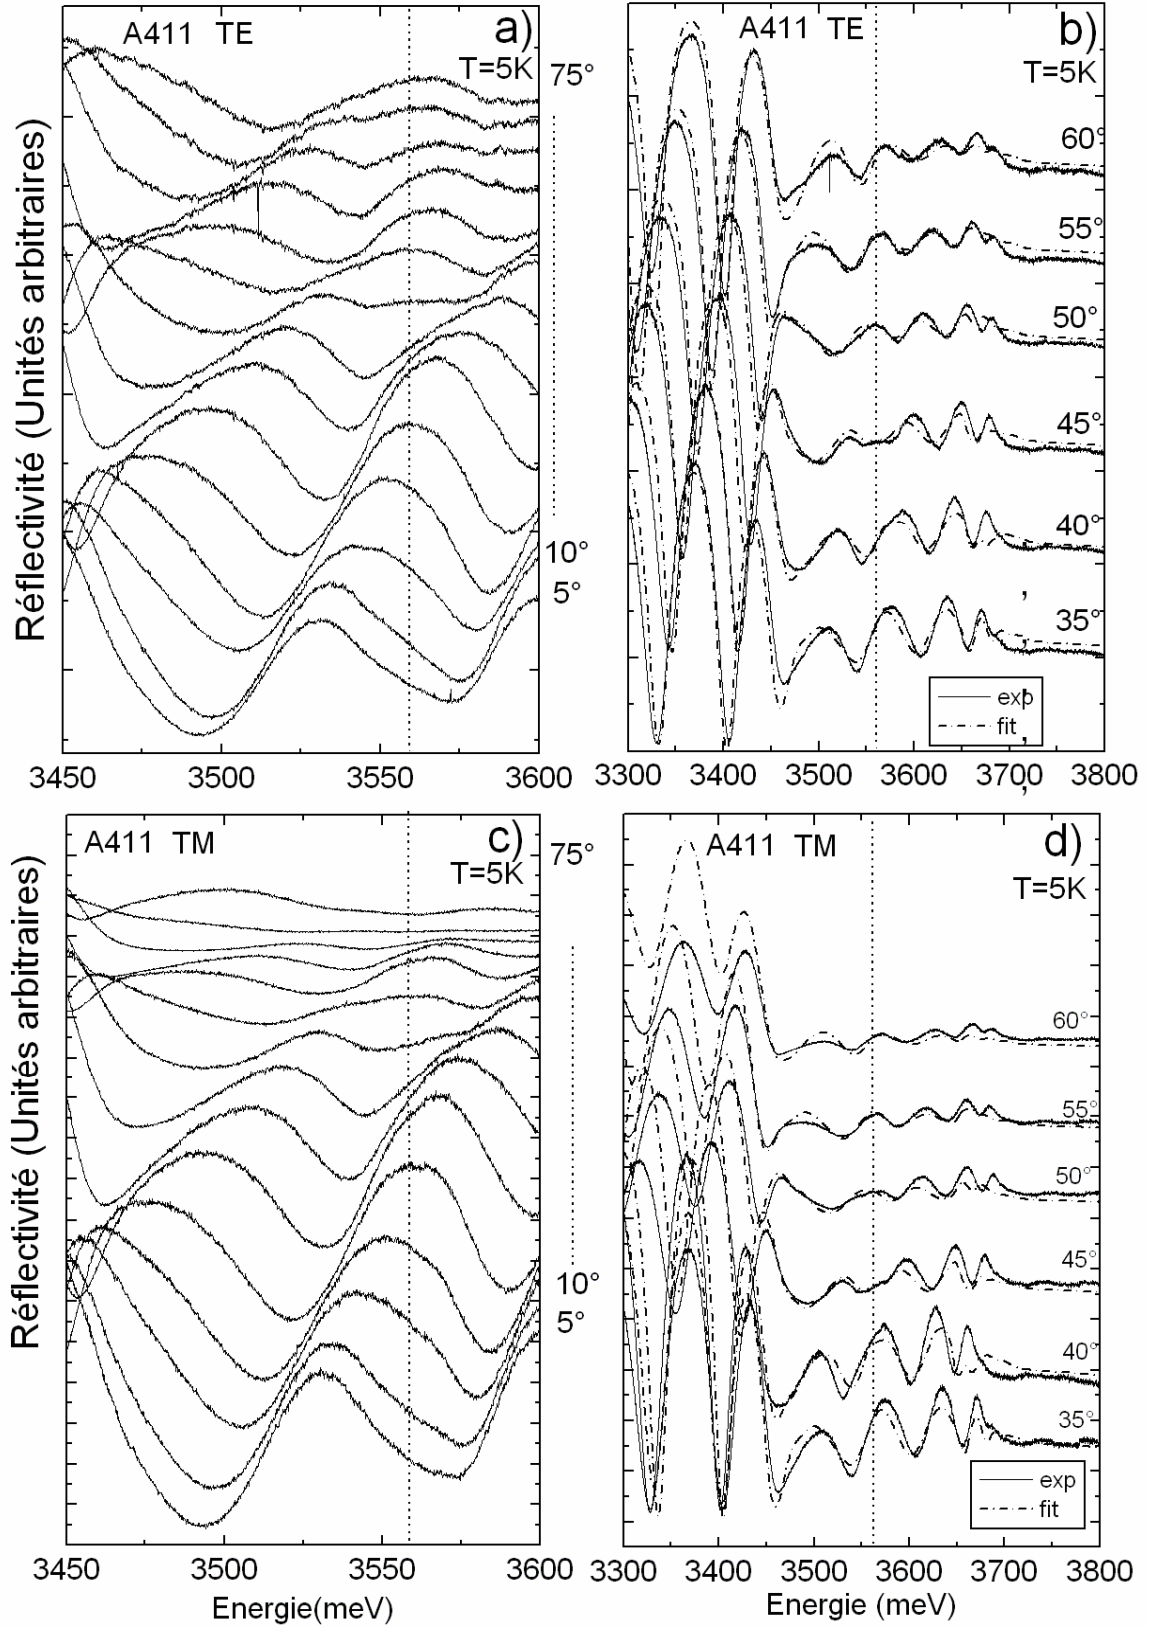 A411 TE
a)
T=5K
75°
10°
5°
Réflectivité (Unités arbitraires)
3450 3500 3550 3600
A411 TE
b)
T=5K
60°
55°
50°
45°
40°
35°
exp
fit
3300 3400 3500 3600 3700 3800
A411 TM
c)
T=5K
75°
10°
5°
Réflectivité (Unités arbitraires)
3450 3500 3550 3600
Energie(meV)
A411 TM
d)
T=5K
60°
55°
50°
45°
40°
35°
exp
fit
3300 3400 3500 3600 3700 3800
Energie (meV)